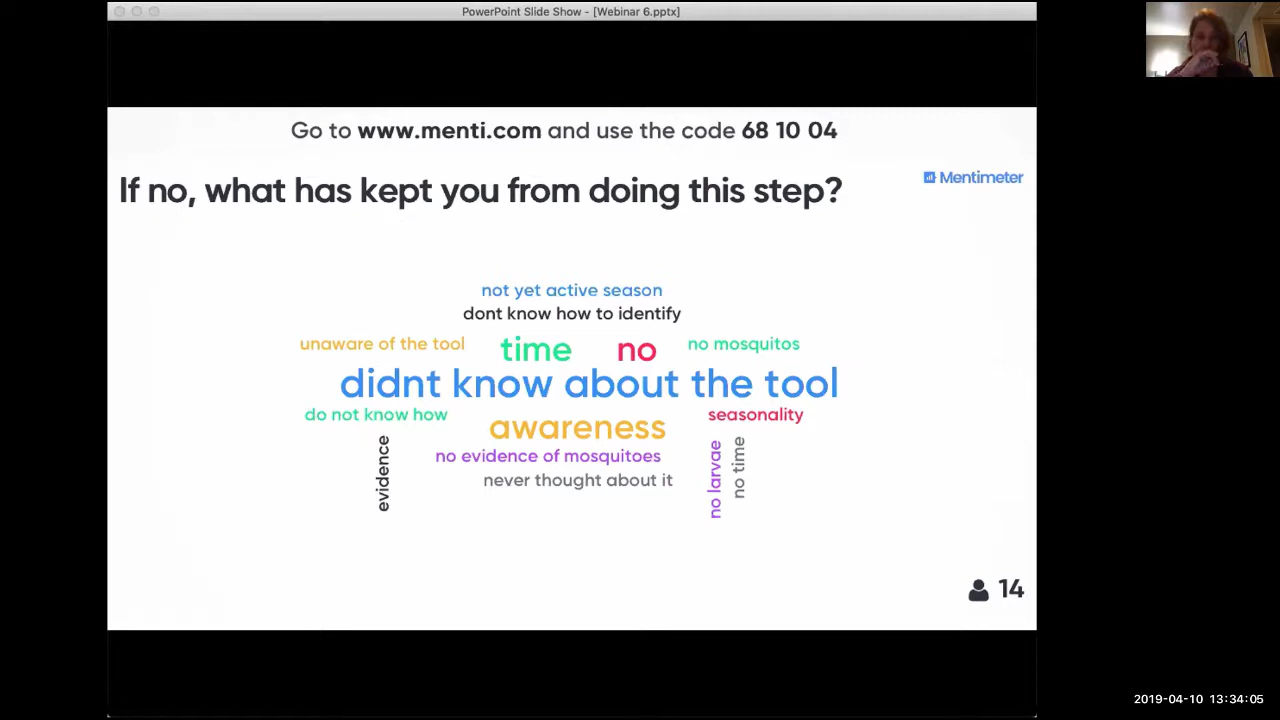 PowerPoint Slide Show - [Webinar 6.pptx]
Go to www.menti.com and use the code 68 10 04
If no, what has kept you from doing this step?
Mentimeter
not yet active season
dont know how to identify
unaware of the tool
time
no
no mosquitos
didnt know about the tool
do not know how
awareness
seasonality
evidence
no evidence of mosquitoes
no larvae
no time
never thought about it
14
2019-04-10 13:34:05